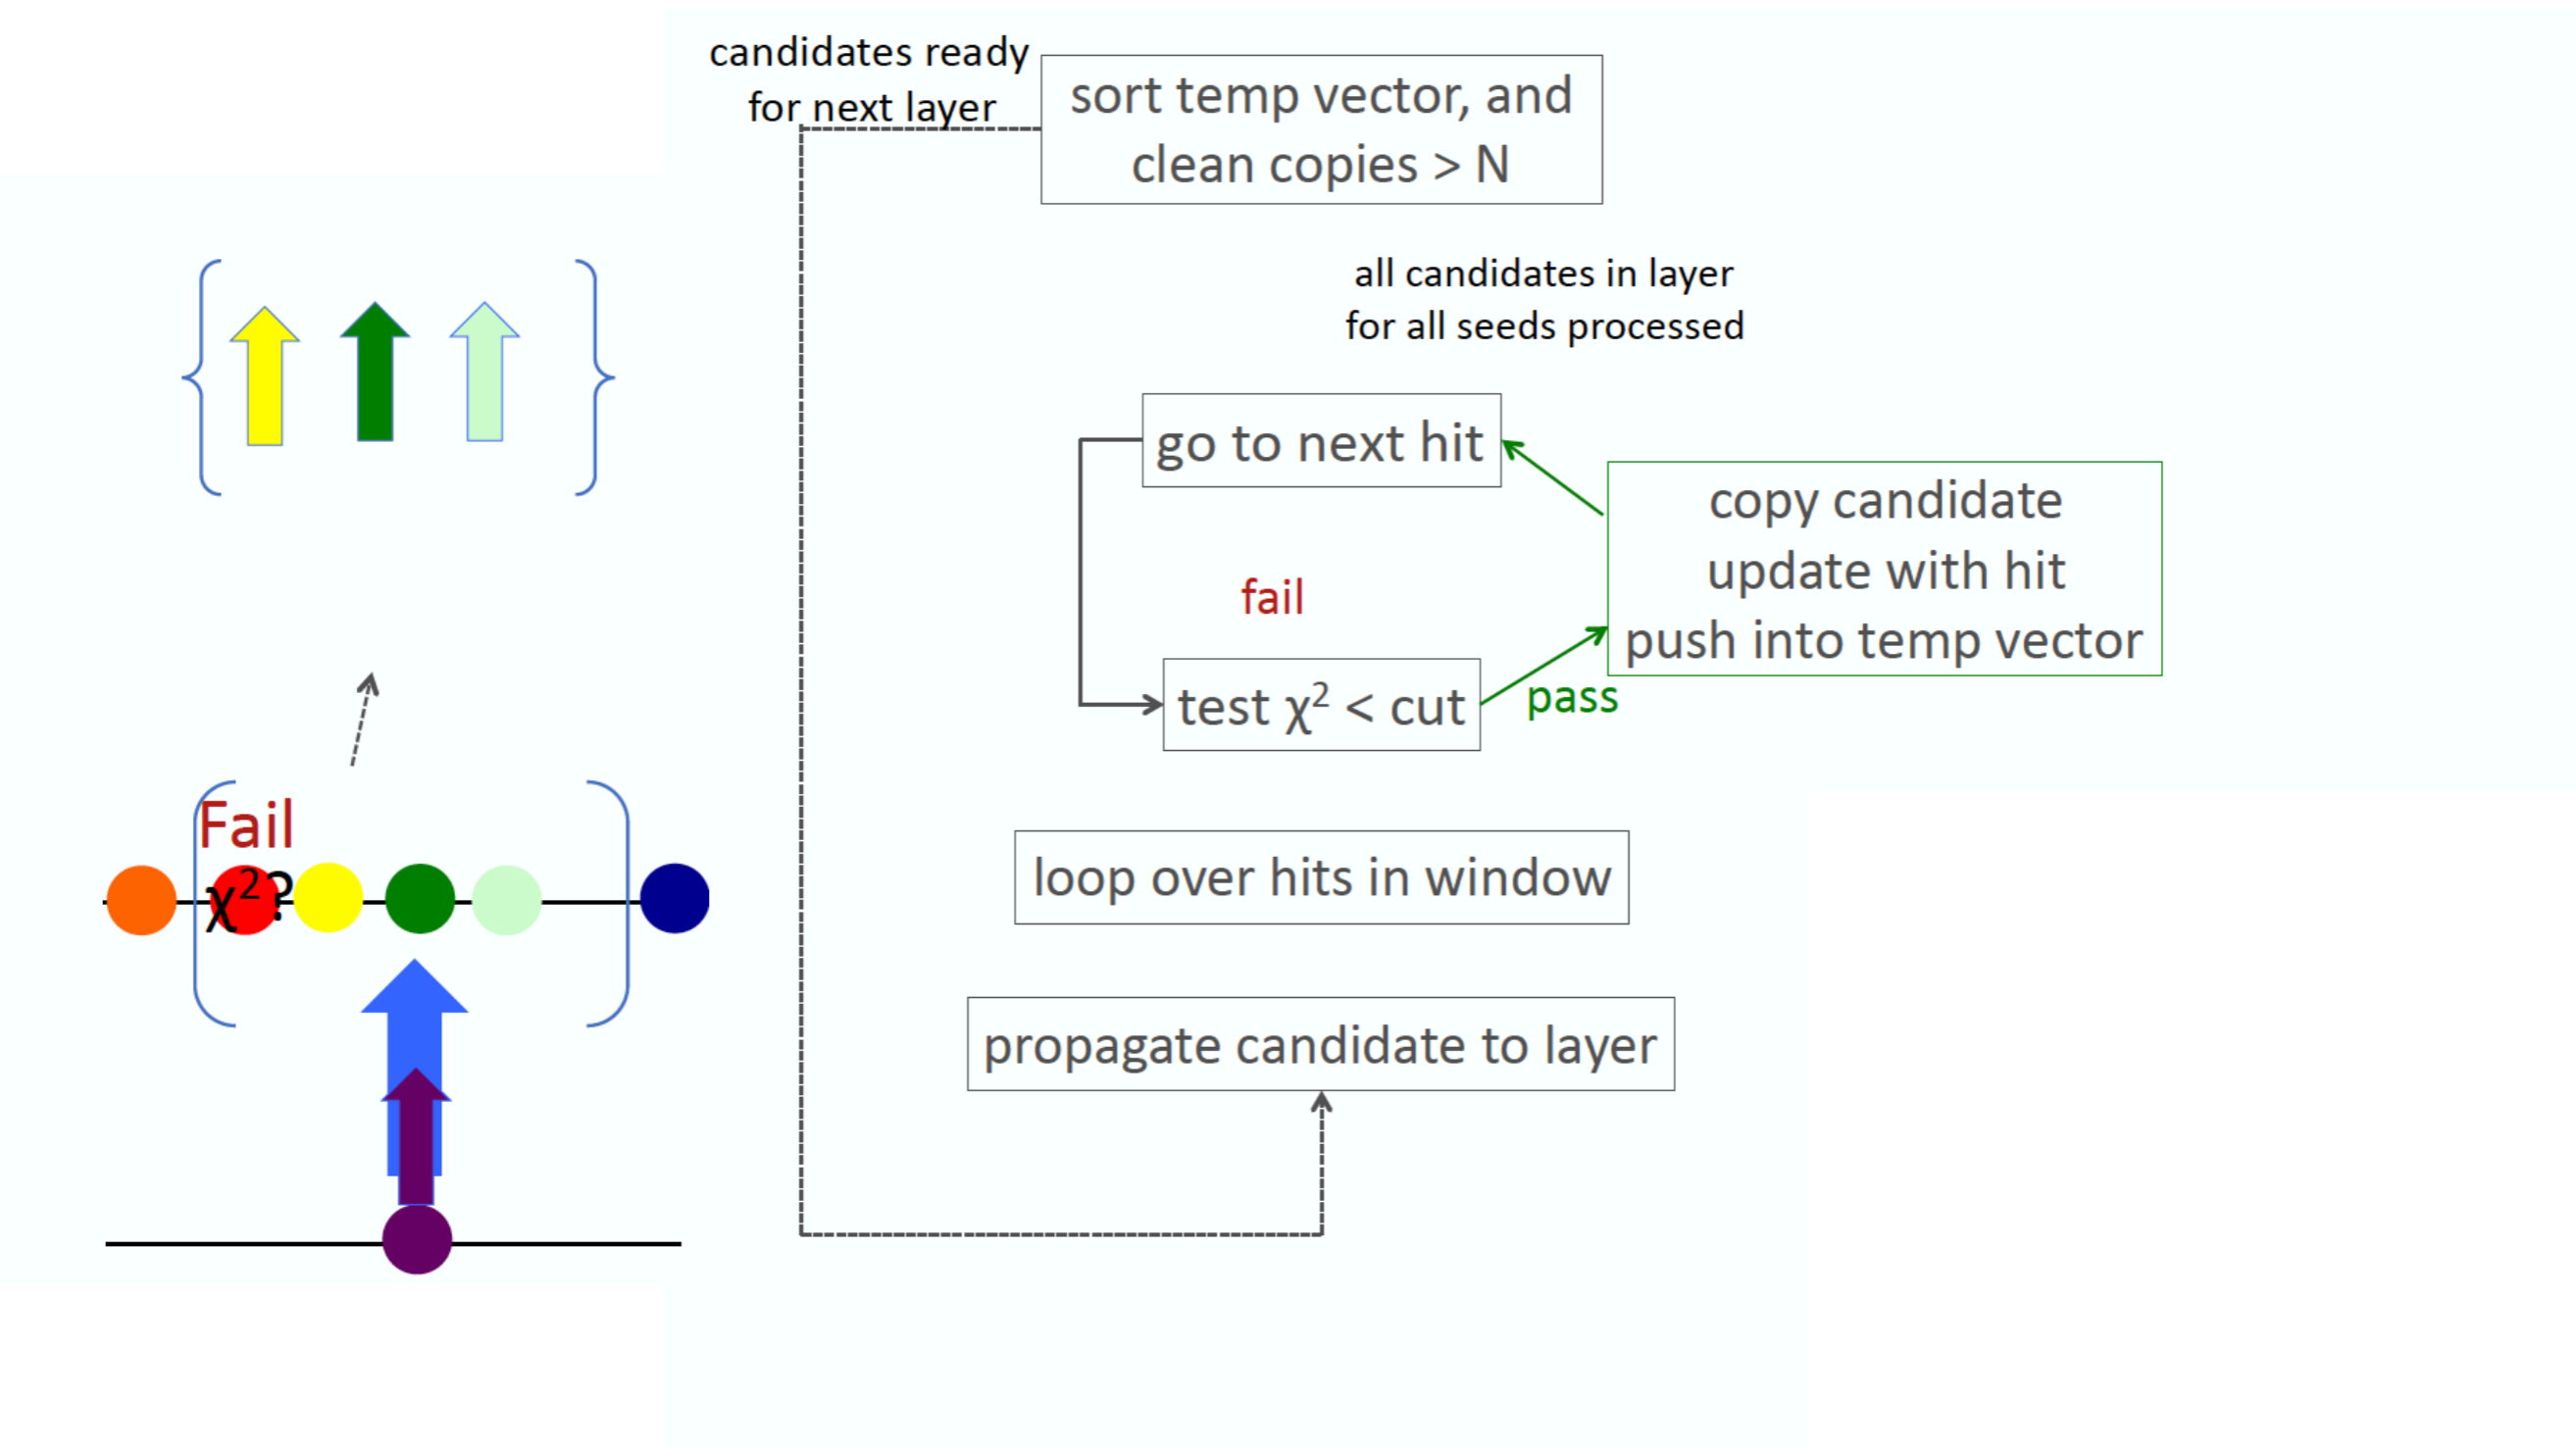 candidates ready
for next layer
sort temp vector, and
clean copies > N
all candidates in layer
for all seeds processed
go to next hit
copy candidate
update with hit
push into temp vector
fail
test χ² < cut
pass
Fail
χ²?
loop over hits in window
propagate candidate to layer